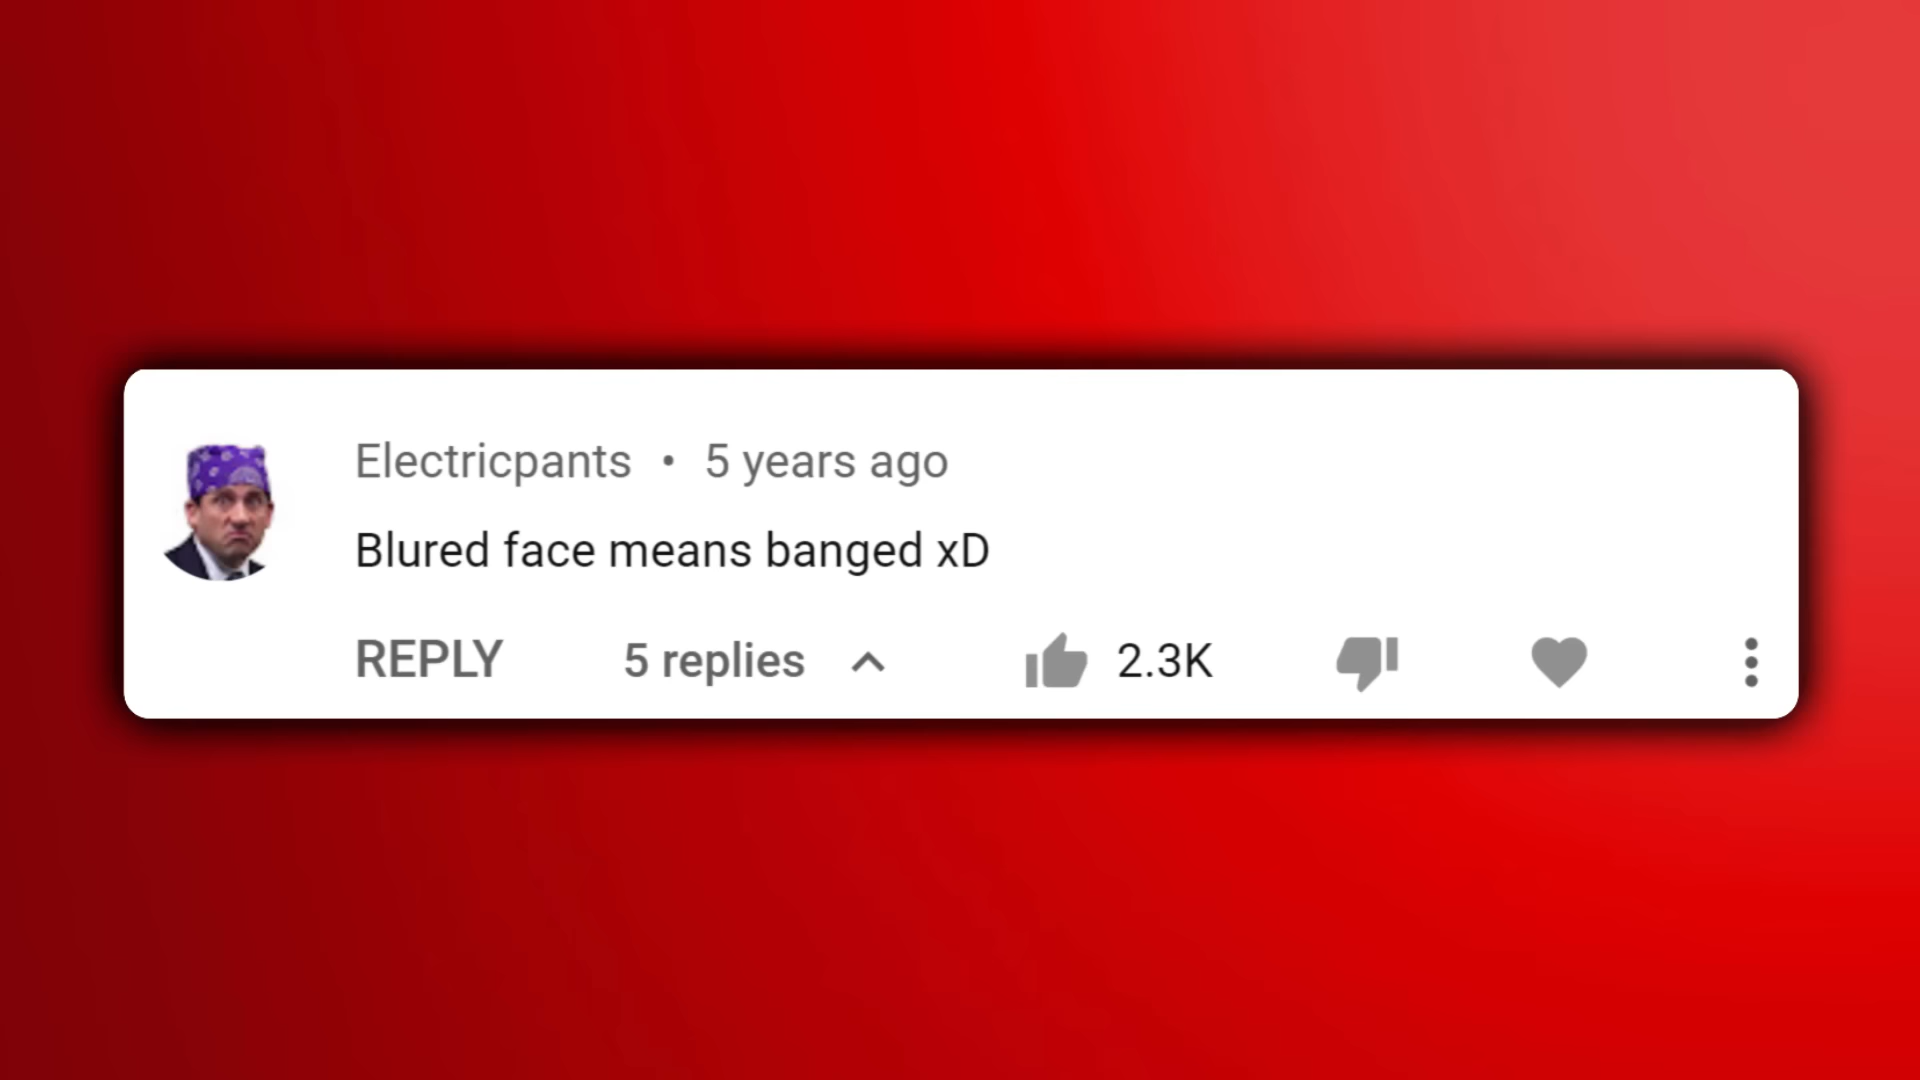 Electricpants • 5 years ago
Blured face means banged xD
REPLY 5 replies 2.3K